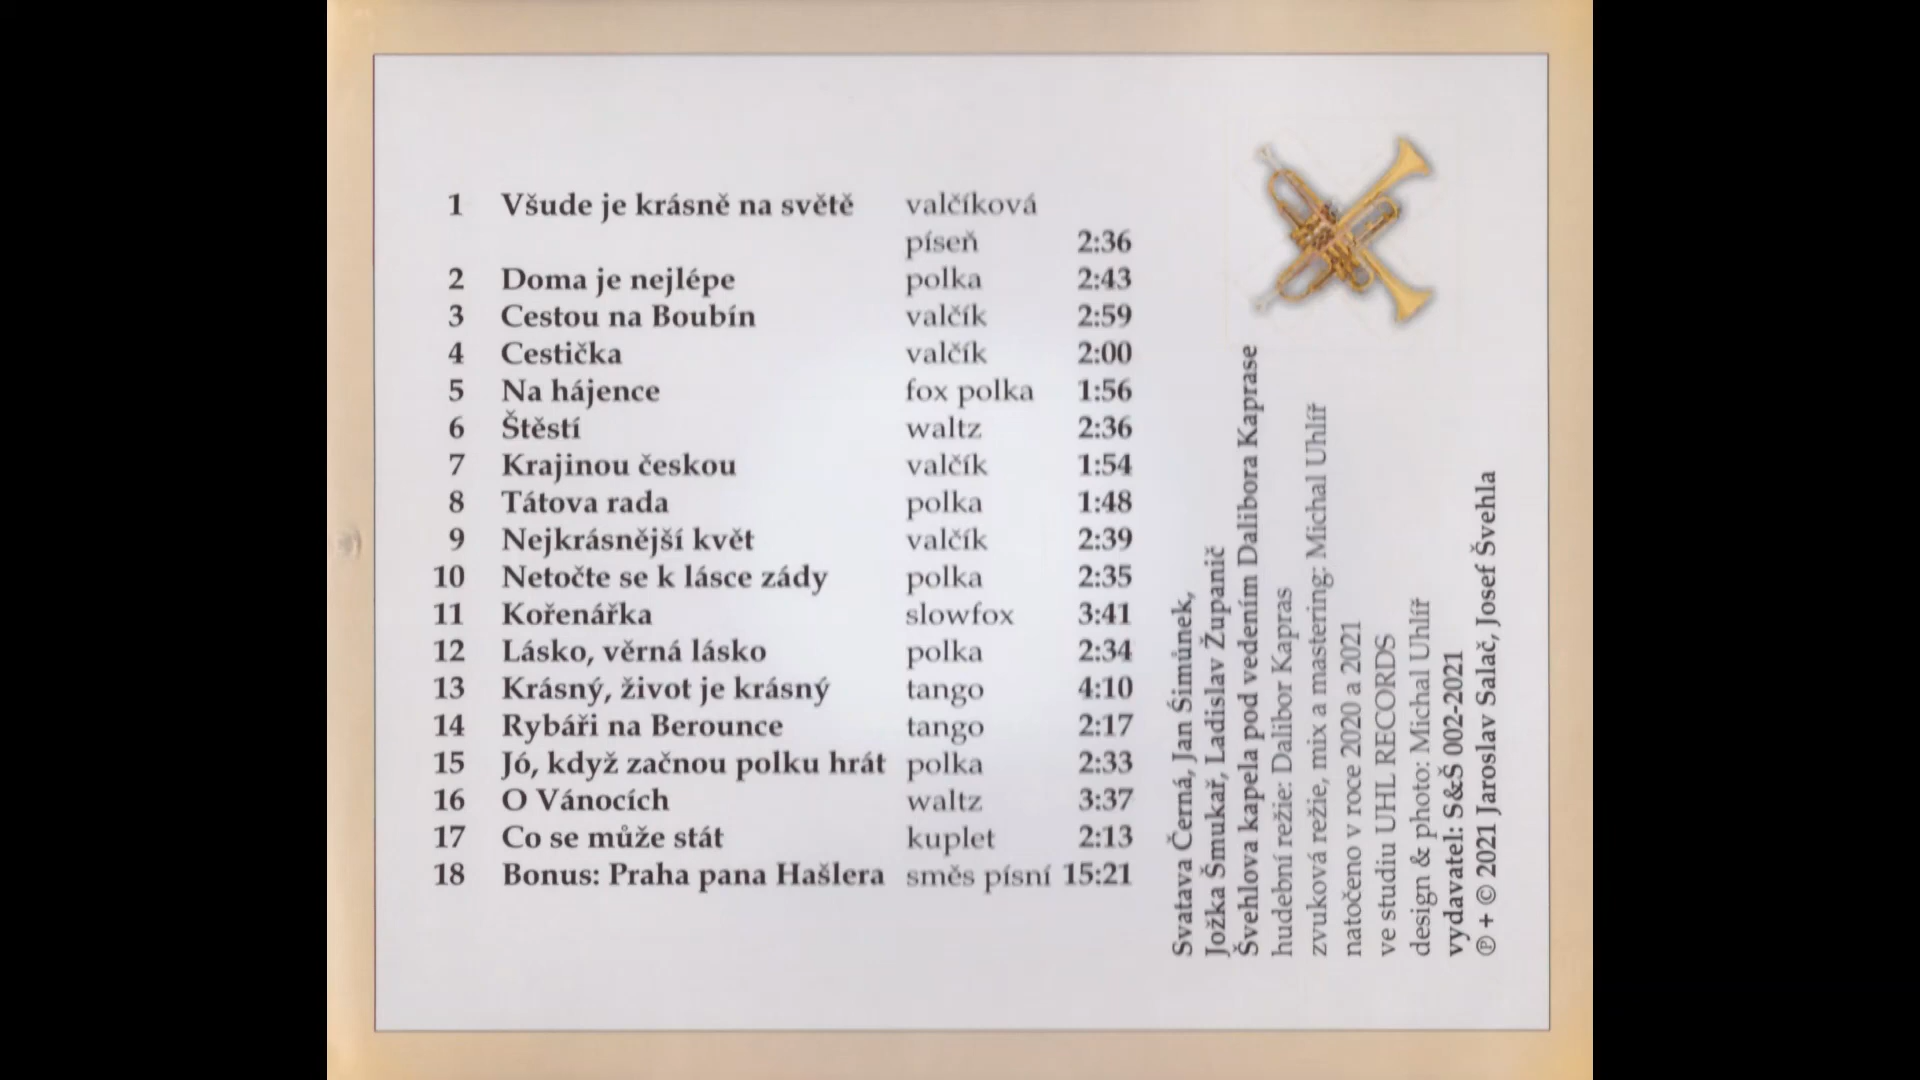 1 Všude je krásně na světě valčíková
píseň 2:36
2 Doma je nejlépe polka 2:43
3 Cestou na Boubín valčík 2:59
4 Cestička valčík 2:00
5 Na hájence fox polka 1:56
6 Štěstí waltz 2:36
7 Krajinou českou valčík 1:54
8 Tátova rada polka 1:48
9 Nejkrásnější květ valčík 2:39
10 Netočte se k lásce zády polka 2:35
11 Kořenářka slowfox 3:41
12 Lásko, věrná lásko polka 2:34
13 Krásný, život je krásný tango 4:10
14 Rybáři na Berounce tango 2:17
15 Jó, když začnou polku hrát polka 2:33
16 O Vánocích waltz 3:37
17 Co se může stát kuplet 2:13
18 Bonus: Praha pana Hašlera směs písní 15:21
Svatava Černá, Jan Šimůnek,
Jožka Šmukař, Ladislav Županič
Švehlova kapela pod vedením Dalibora Kaprase
hudební režie: Dalibor Kapras
zvuková režie, mix a mastering: Michal Uhlíř
natočeno v roce 2020 a 2021
ve studiu UHL RECORDS
design & photo: Michal Uhlíř
vydavatel: S&Š 002-2021
℗ + © 2021 Jaroslav Salač, Josef Švehla